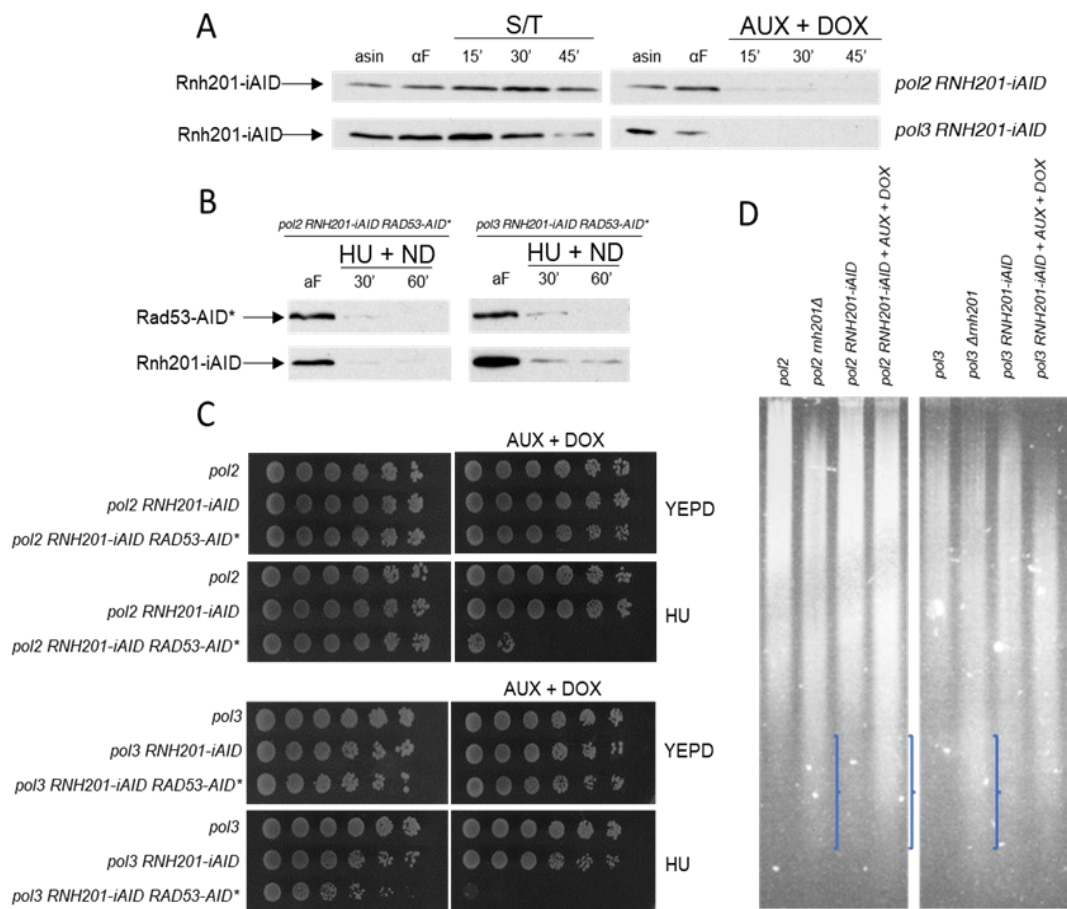 A
S/T
AUX + DOX
asin αF 15' 30' 45' asin αF 15' 30' 45'
Rnh201-iAID pol2 RNH201-iAID
Rnh201-iAID pol3 RNH201-iAID
B
pol2 RNH201-iAID RAD53-AID* pol3 RNH201-iAID RAD53-AID*
HU + ND HU + ND
aF 30' 60' aF 30' 60'
Rad53-AID*
Rnh201-iAID
C
AUX + DOX
pol2
pol2 RNH201-iAID
pol2 RNH201-iAID RAD53-AID*
YEPD
pol2
pol2 RNH201-iAID
pol2 RNH201-iAID RAD53-AID*
HU
AUX + DOX
pol3
pol3 RNH201-iAID
pol3 RNH201-iAID RAD53-AID*
YEPD
pol3
pol3 RNH201-iAID
pol3 RNH201-iAID RAD53-AID*
HU
D
pol2
pol2 rnh201Δ
pol2 RNH201-iAID
pol2 RNH201-iAID + AUX + DOX
pol3
pol3 Δrnh201
pol3 RNH201-iAID
pol3 RNH201-iAID + AUX + DOX